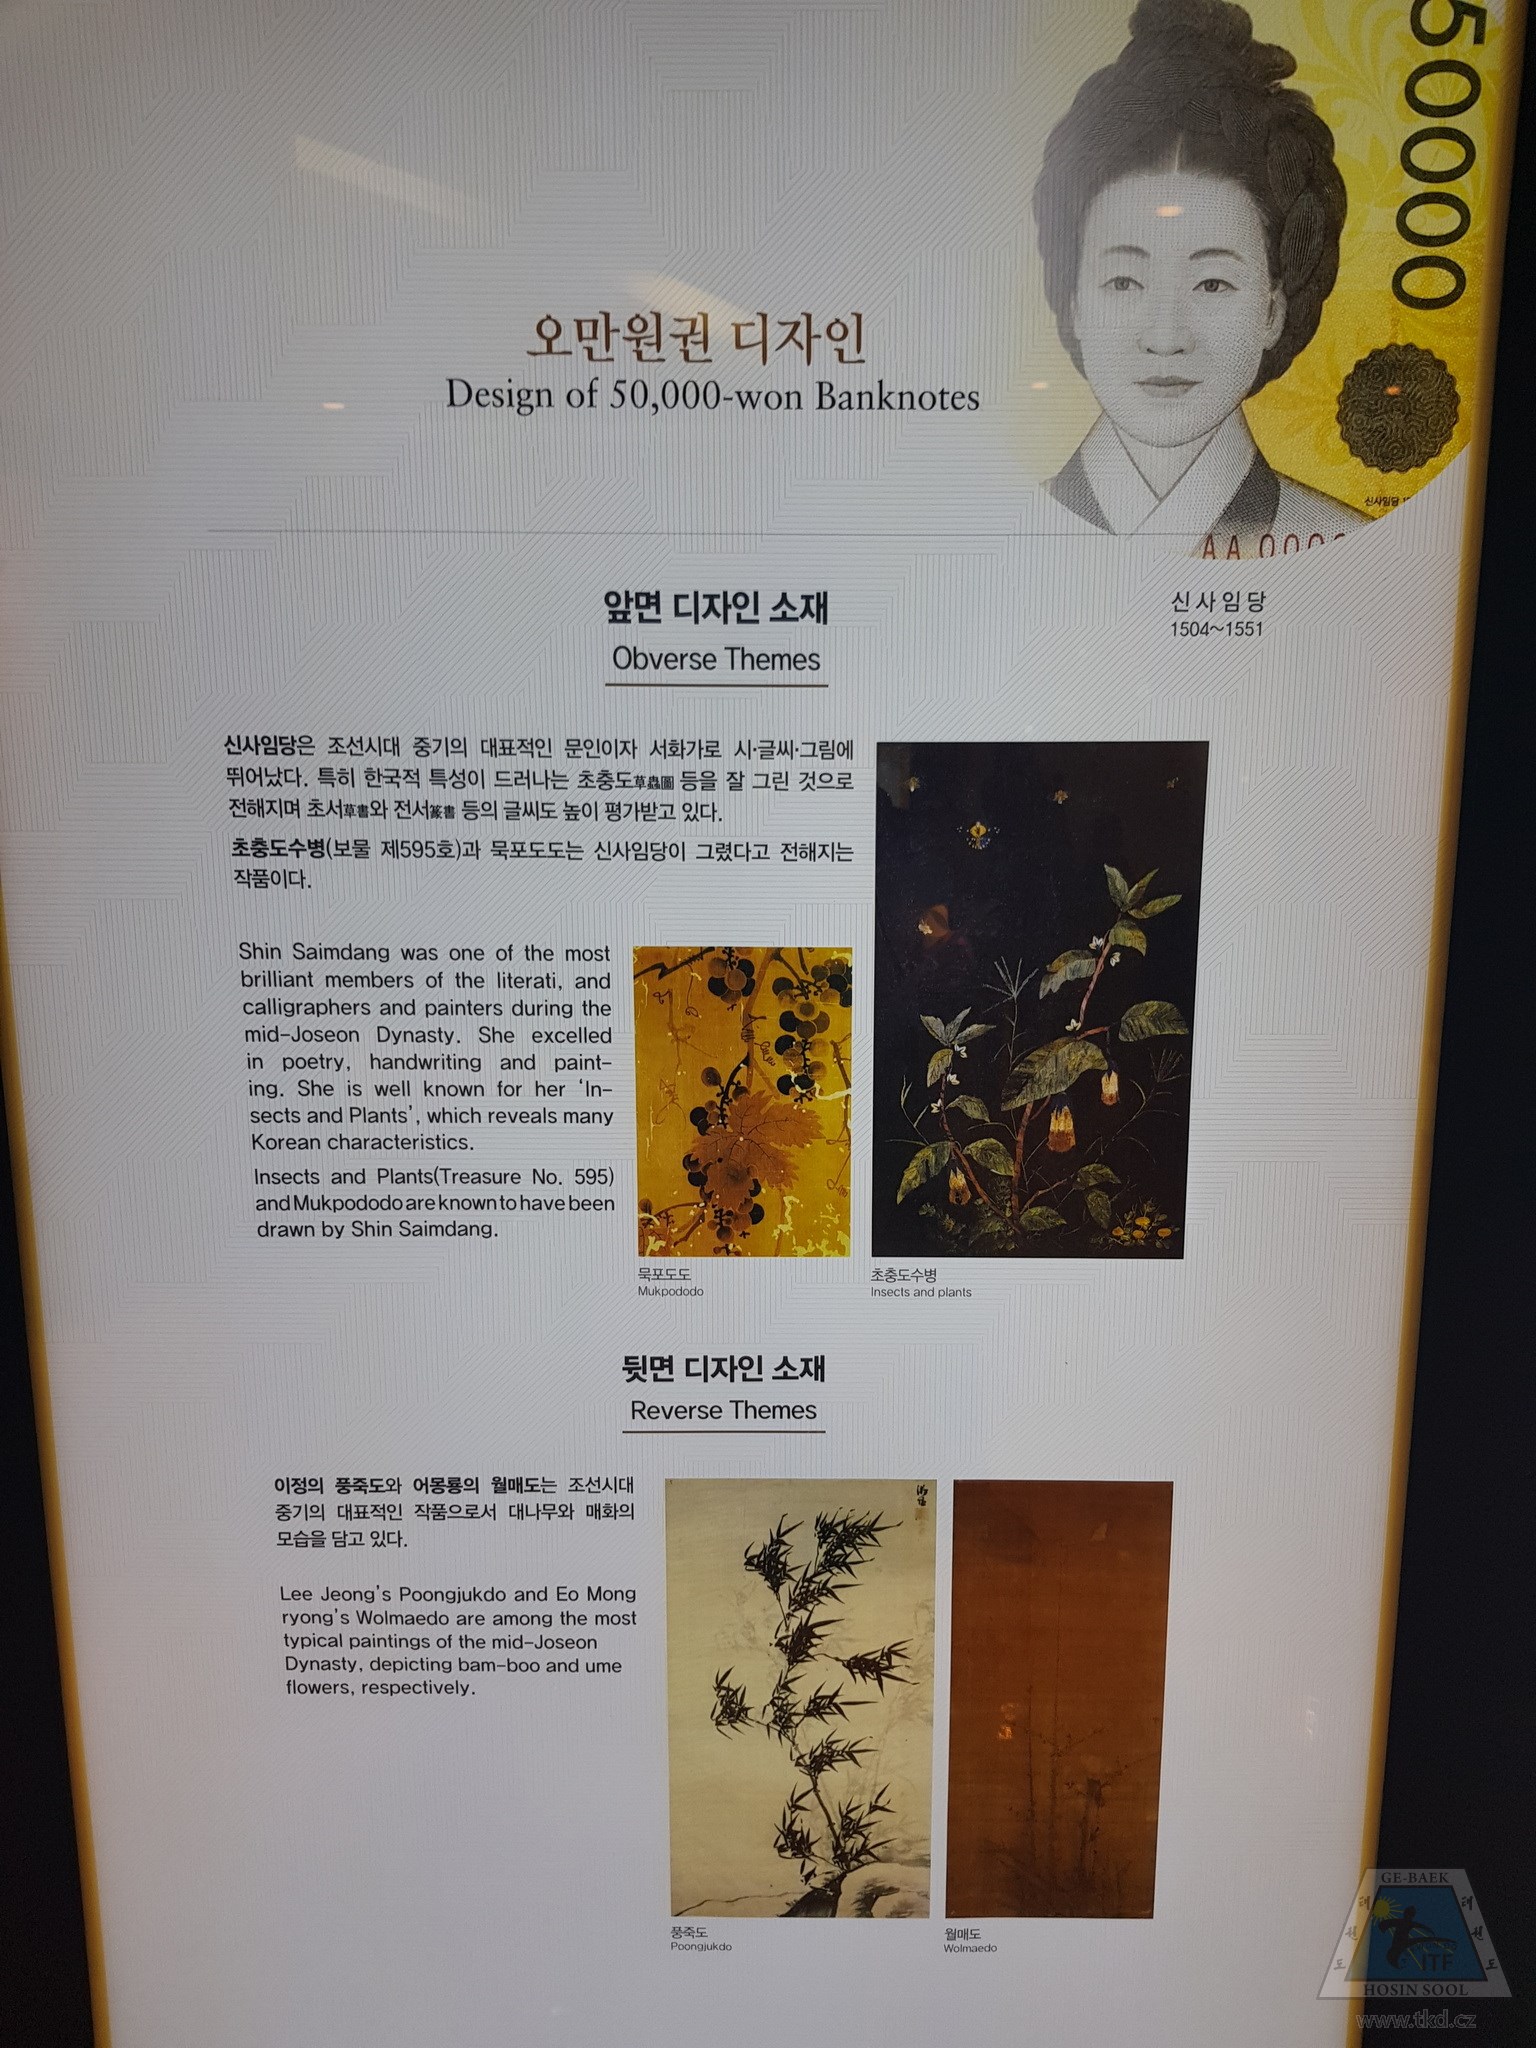 50000
오만원권 디자인
Design of 50,000-won Banknotes
신사임당
AA 000
앞면 디자인 소재
Obverse Themes
신사임당
1504~1551
신사임당은 조선시대 중기의 대표적인 문인이자 서화가로 시·글씨·그림에
뛰어났다. 특히 한국적 특성이 드러나는 초충도草蟲圖 등을 잘 그린 것으로
전해지며 초서草書와 전서篆書 등의 글씨도 높이 평가받고 있다.
초충도수병(보물 제595호)과 묵포도도는 신사임당이 그렸다고 전해지는
작품이다.
Shin Saimdang was one of the most
brilliant members of the literati, and
calligraphers and painters during the
mid-Joseon Dynasty. She excelled
in poetry, handwriting and paint-
ing. She is well known for her ‘In-
sects and Plants’, which reveals many
Korean characteristics.
Insects and Plants(Treasure No. 595)
and Mukpododo are known to have been
drawn by Shin Saimdang.
묵포도도
Mukpododo
초충도수병
Insects and plants
뒷면 디자인 소재
Reverse Themes
이정의 풍죽도와 어몽룡의 월매도는 조선시대
중기의 대표적인 작품으로서 대나무와 매화의
모습을 담고 있다.
Lee Jeong’s Poongjukdo and Eo Mong
ryong’s Wolmaedo are among the most
typical paintings of the mid-Joseon
Dynasty, depicting bam-boo and ume
flowers, respectively.
풍죽도
Poongjukdo
월매도
Wolmaedo
GE-BAEK
태 태
권 권
도 도
ITF
HOSIN SOOL
www.tkd.cz